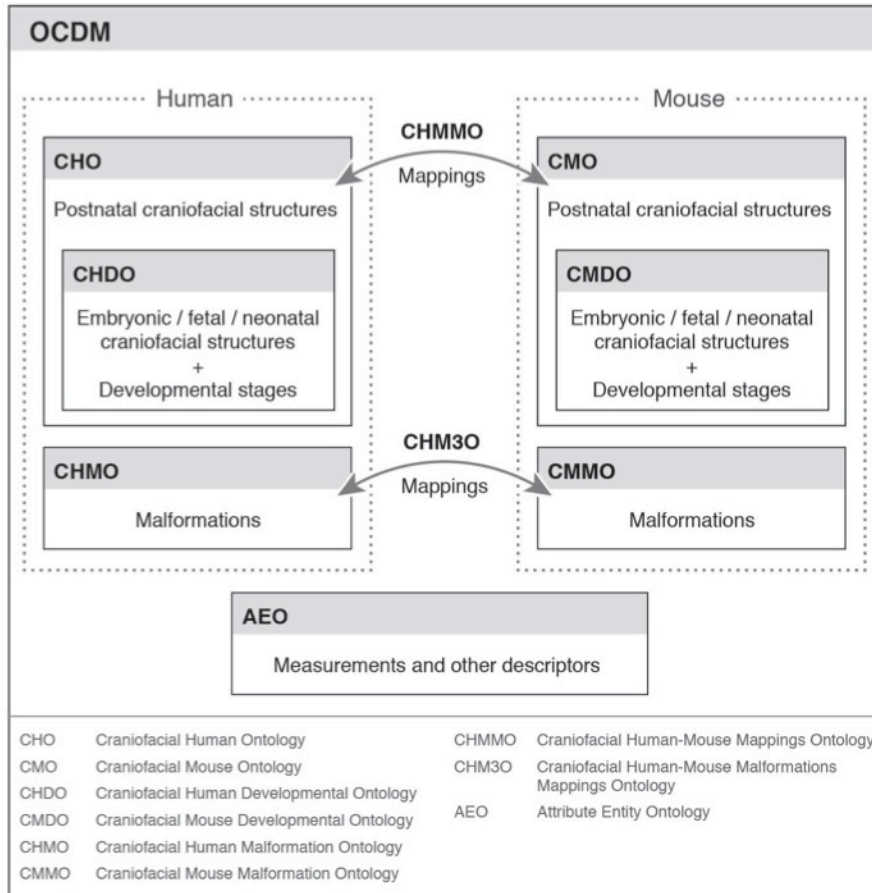 OCDM
Human
Mouse
CHMMO
Mappings
CHO
Postnatal craniofacial structures
CHDO
Embryonic / fetal / neonatal
craniofacial structures
+
Developmental stages
CMO
Postnatal craniofacial structures
CMDO
Embryonic / fetal / neonatal
craniofacial structures
+
Developmental stages
CHM3O
Mappings
CHMO
Malformations
CMMO
Malformations
AEO
Measurements and other descriptors
CHO Craniofacial Human Ontology
CMO Craniofacial Mouse Ontology
CHDO Craniofacial Human Developmental Ontology
CMDO Craniofacial Mouse Developmental Ontology
CHMO Craniofacial Human Malformation Ontology
CMMO Craniofacial Mouse Malformation Ontology
CHMMO Craniofacial Human-Mouse Mappings Ontology
CHM3O Craniofacial Human-Mouse Malformations
Mappings Ontology
AEO Attribute Entity Ontology